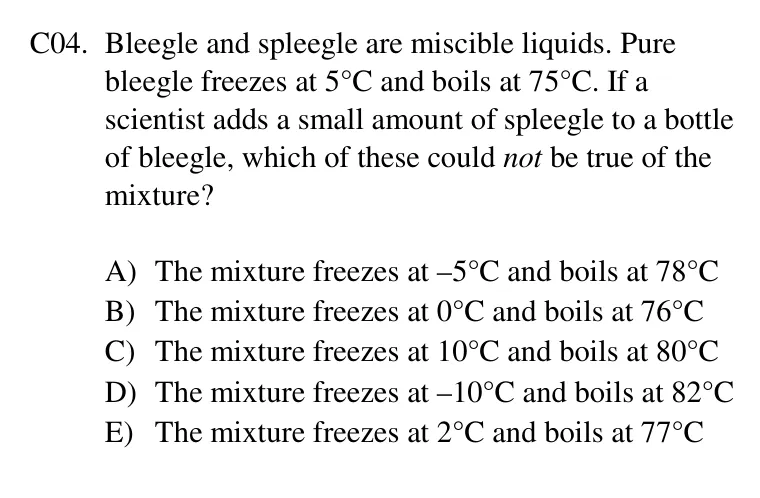 C04. Bleegle and spleegle are miscible liquids. Pure
bleegle freezes at 5°C and boils at 75°C. If a
scientist adds a small amount of spleegle to a bottle
of bleegle, which of these could not be true of the
mixture?
A) The mixture freezes at –5°C and boils at 78°C
B) The mixture freezes at 0°C and boils at 76°C
C) The mixture freezes at 10°C and boils at 80°C
D) The mixture freezes at –10°C and boils at 82°C
E) The mixture freezes at 2°C and boils at 77°C